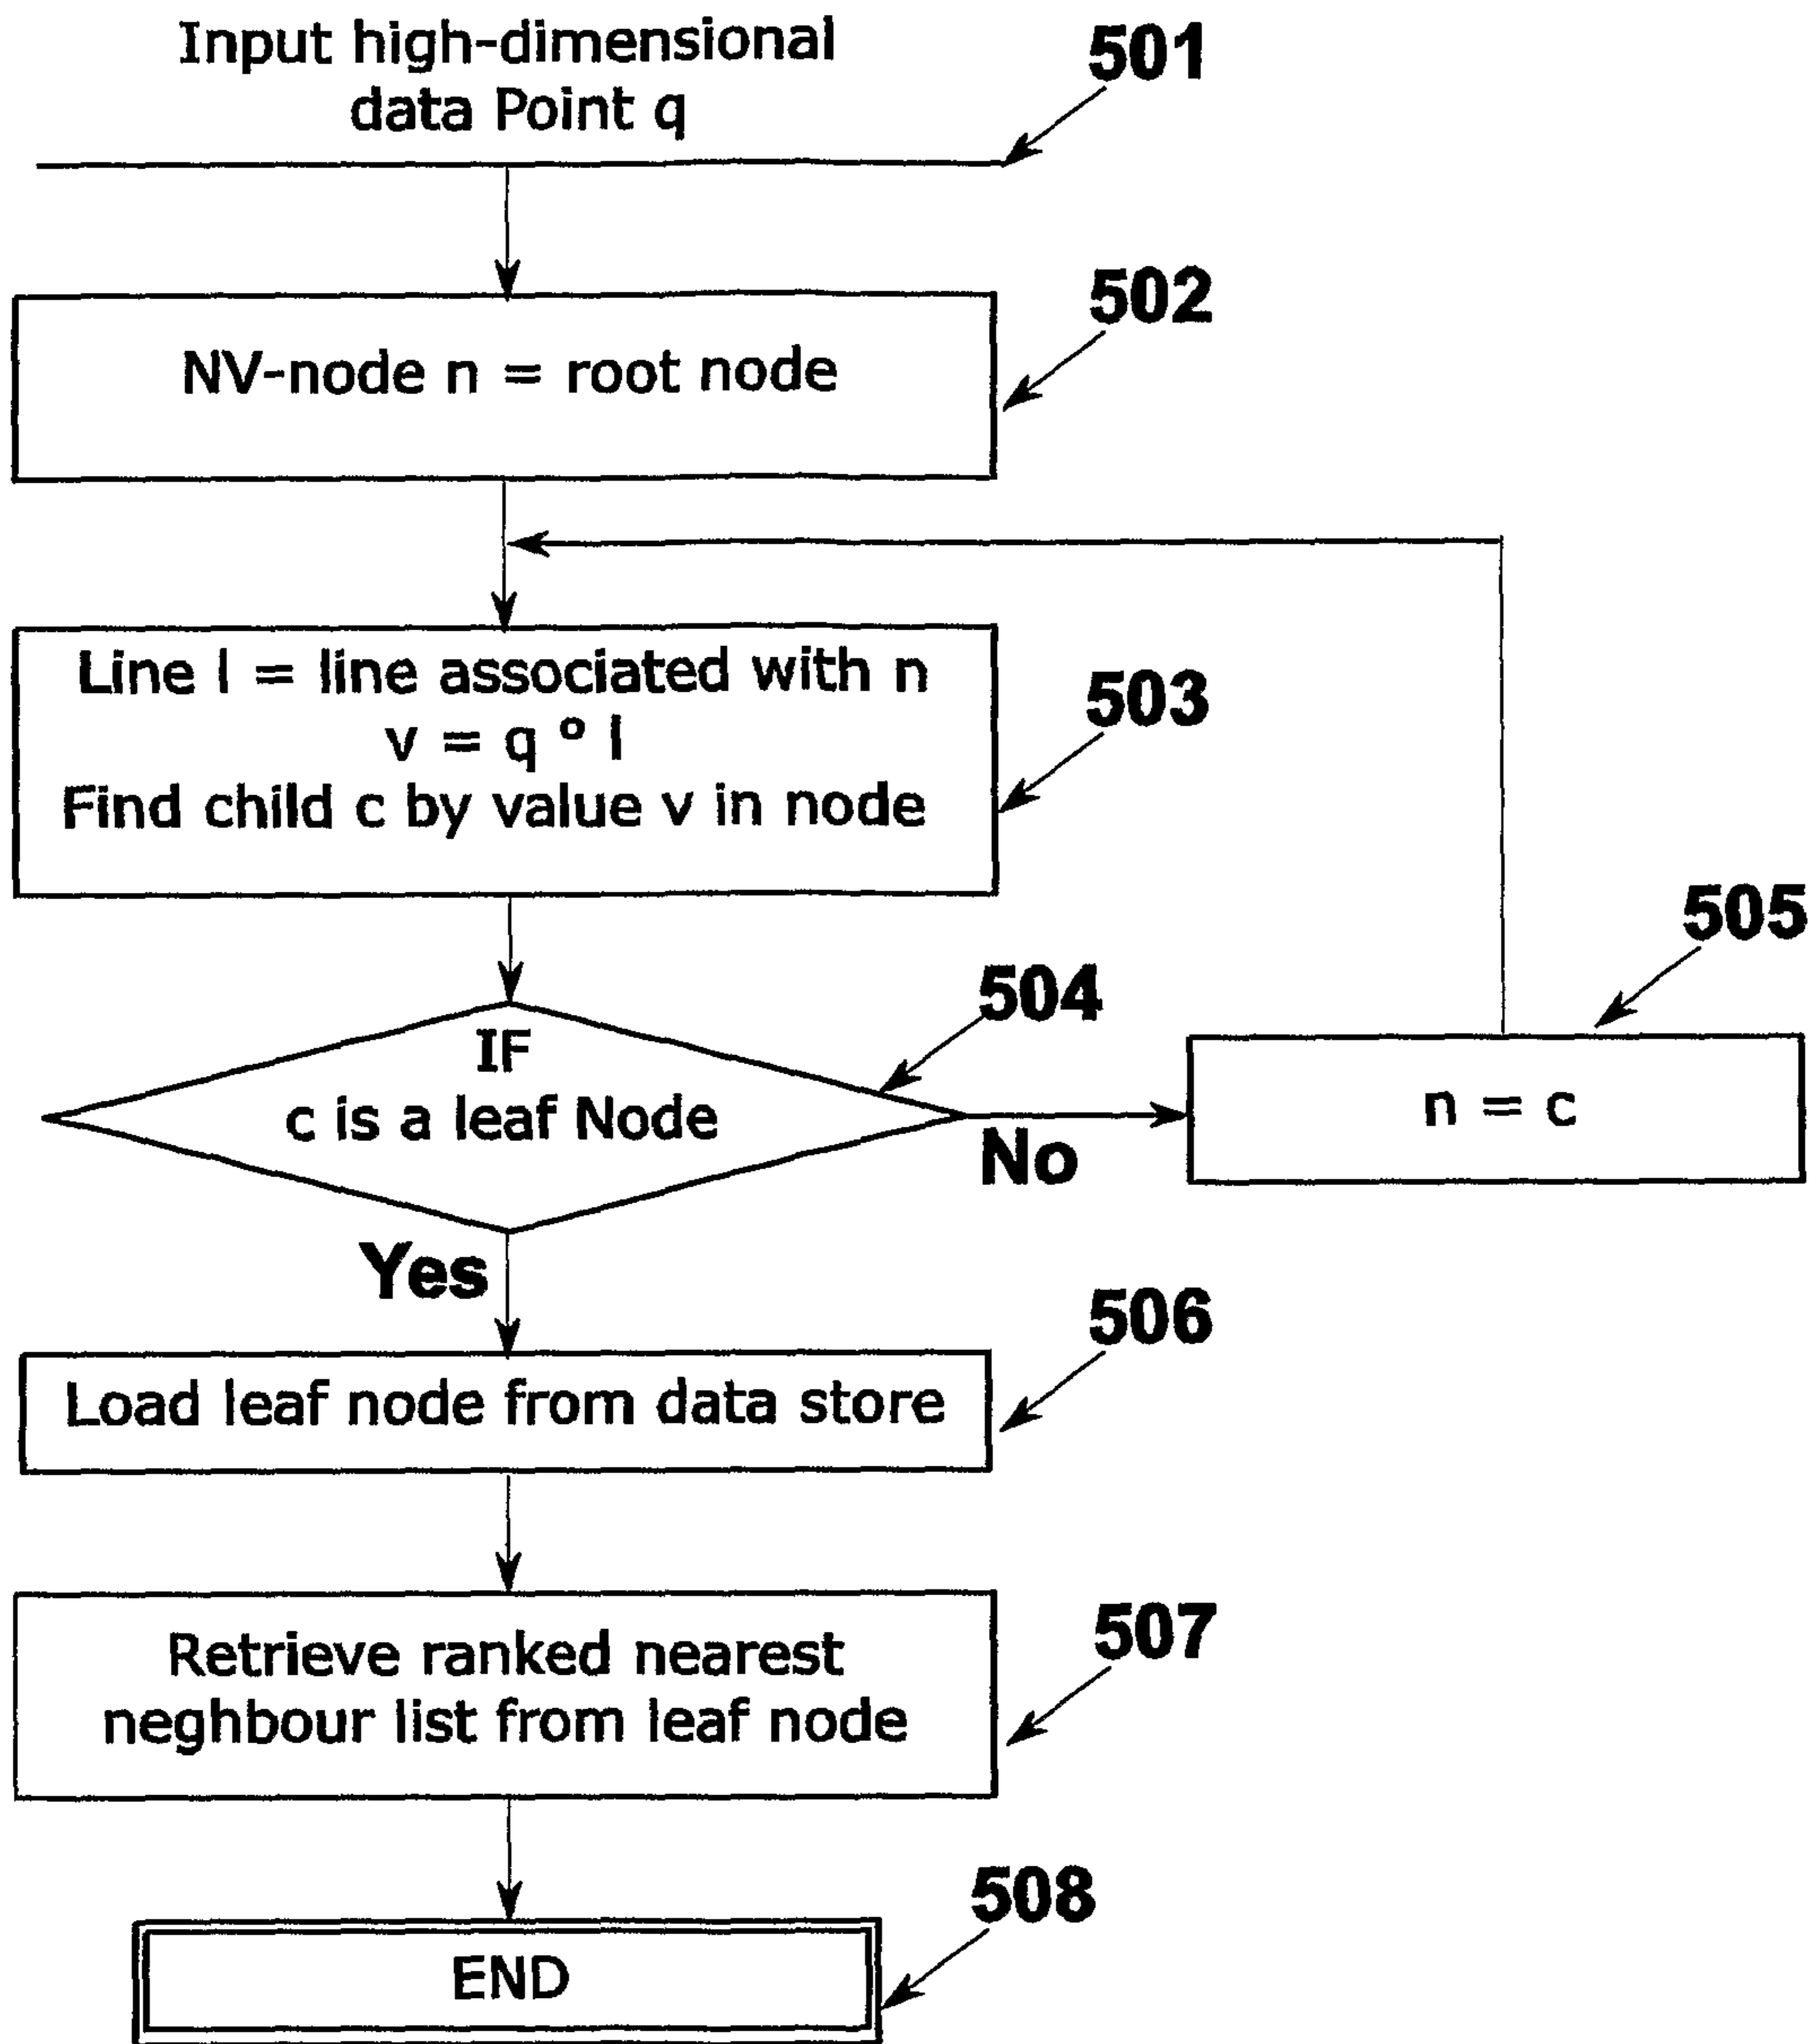 Input high-dimensional
data Point q
501
NV-node n = root node
502
Line l = line associated with n
v = q ° l
Find child c by value v in node
503
IF
c is a leaf Node
504
No
n = c
505
Yes
Load leaf node from data store
506
Retrieve ranked nearest
neghbour list from leaf node
507
END
508